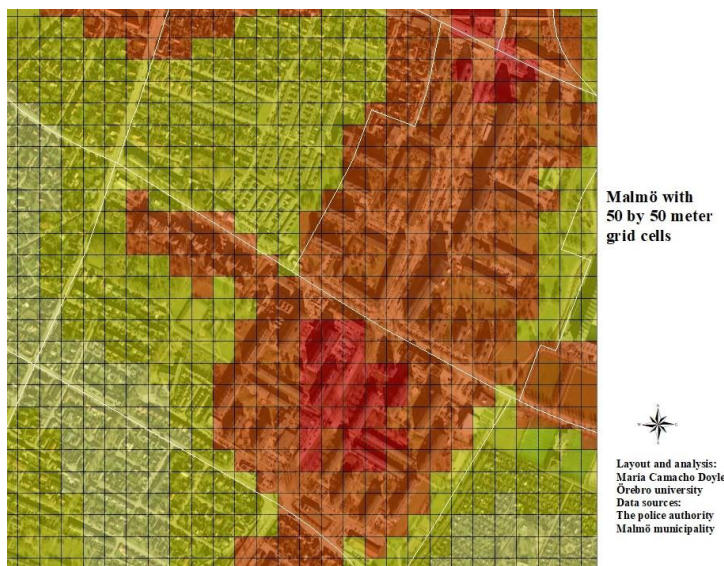 Malmö with
50 by 50 meter
grid cells
Layout and analysis:
Maria Camacho Doyle
Örebro university
Data sources:
The police authority
Malmö municipality